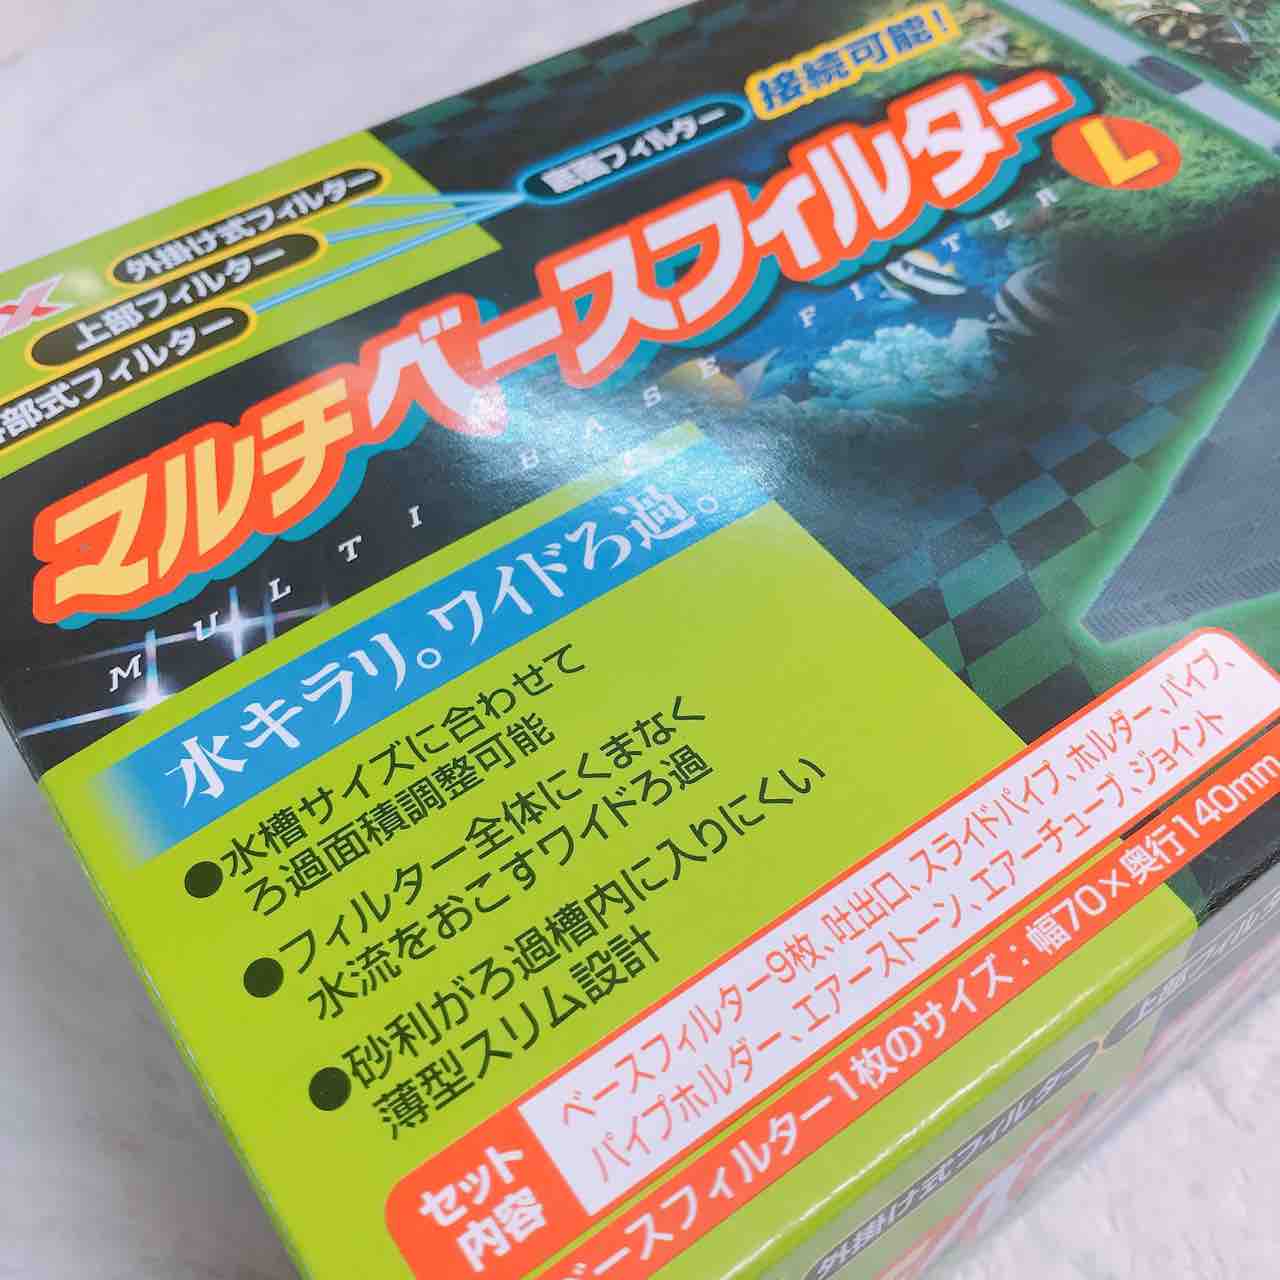 接続可能!
底面フィルター
外掛け式フィルター
上部フィルター
部式フィルター
マルチベースフィルター L
MULTI BASE FILTER
水キラリ。ワイドろ過。
●水槽サイズに合わせて
ろ過面積調整可能
●フィルター全体にくまなく
水流をおこすワイドろ過
●砂利がろ過槽内に入りにくい
薄型スリム設計
セット
内容
ベースフィルター9枚、吐出口、スライドパイプ、ホルダー、パイプ、
パイプホルダー、エアーストーン、エアーチューブ、ジョイント
ベースフィルター1枚のサイズ:幅70×奥行140mm
外掛け式フィルター